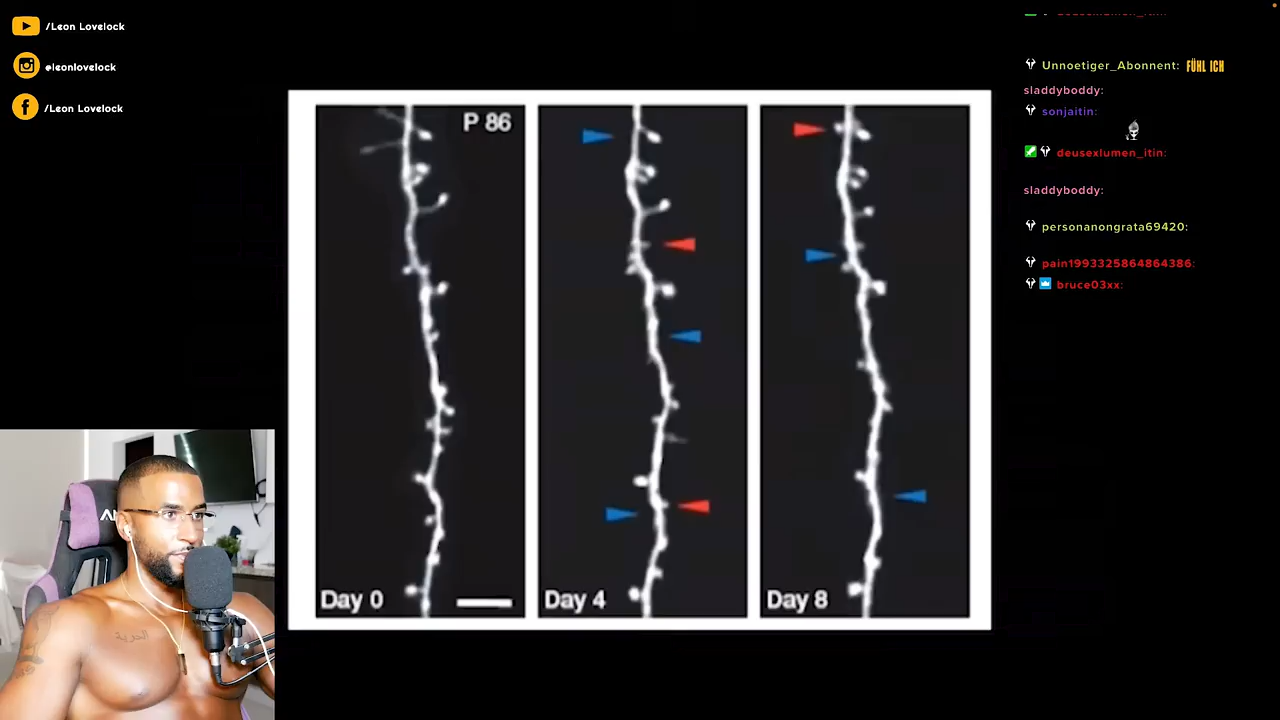 /Leon Lovelock
@leonlovelock
/Leon Lovelock
P 86
Day 0
Day 4
Day 8
Unnoetiger_Abonnent: FÜHL ICH
sladdyboddy:
sonjaitin:
deusexlumen_itin:
sladdyboddy:
personanongrata69420:
pain1993325864864386:
bruce03xx:
الحرية